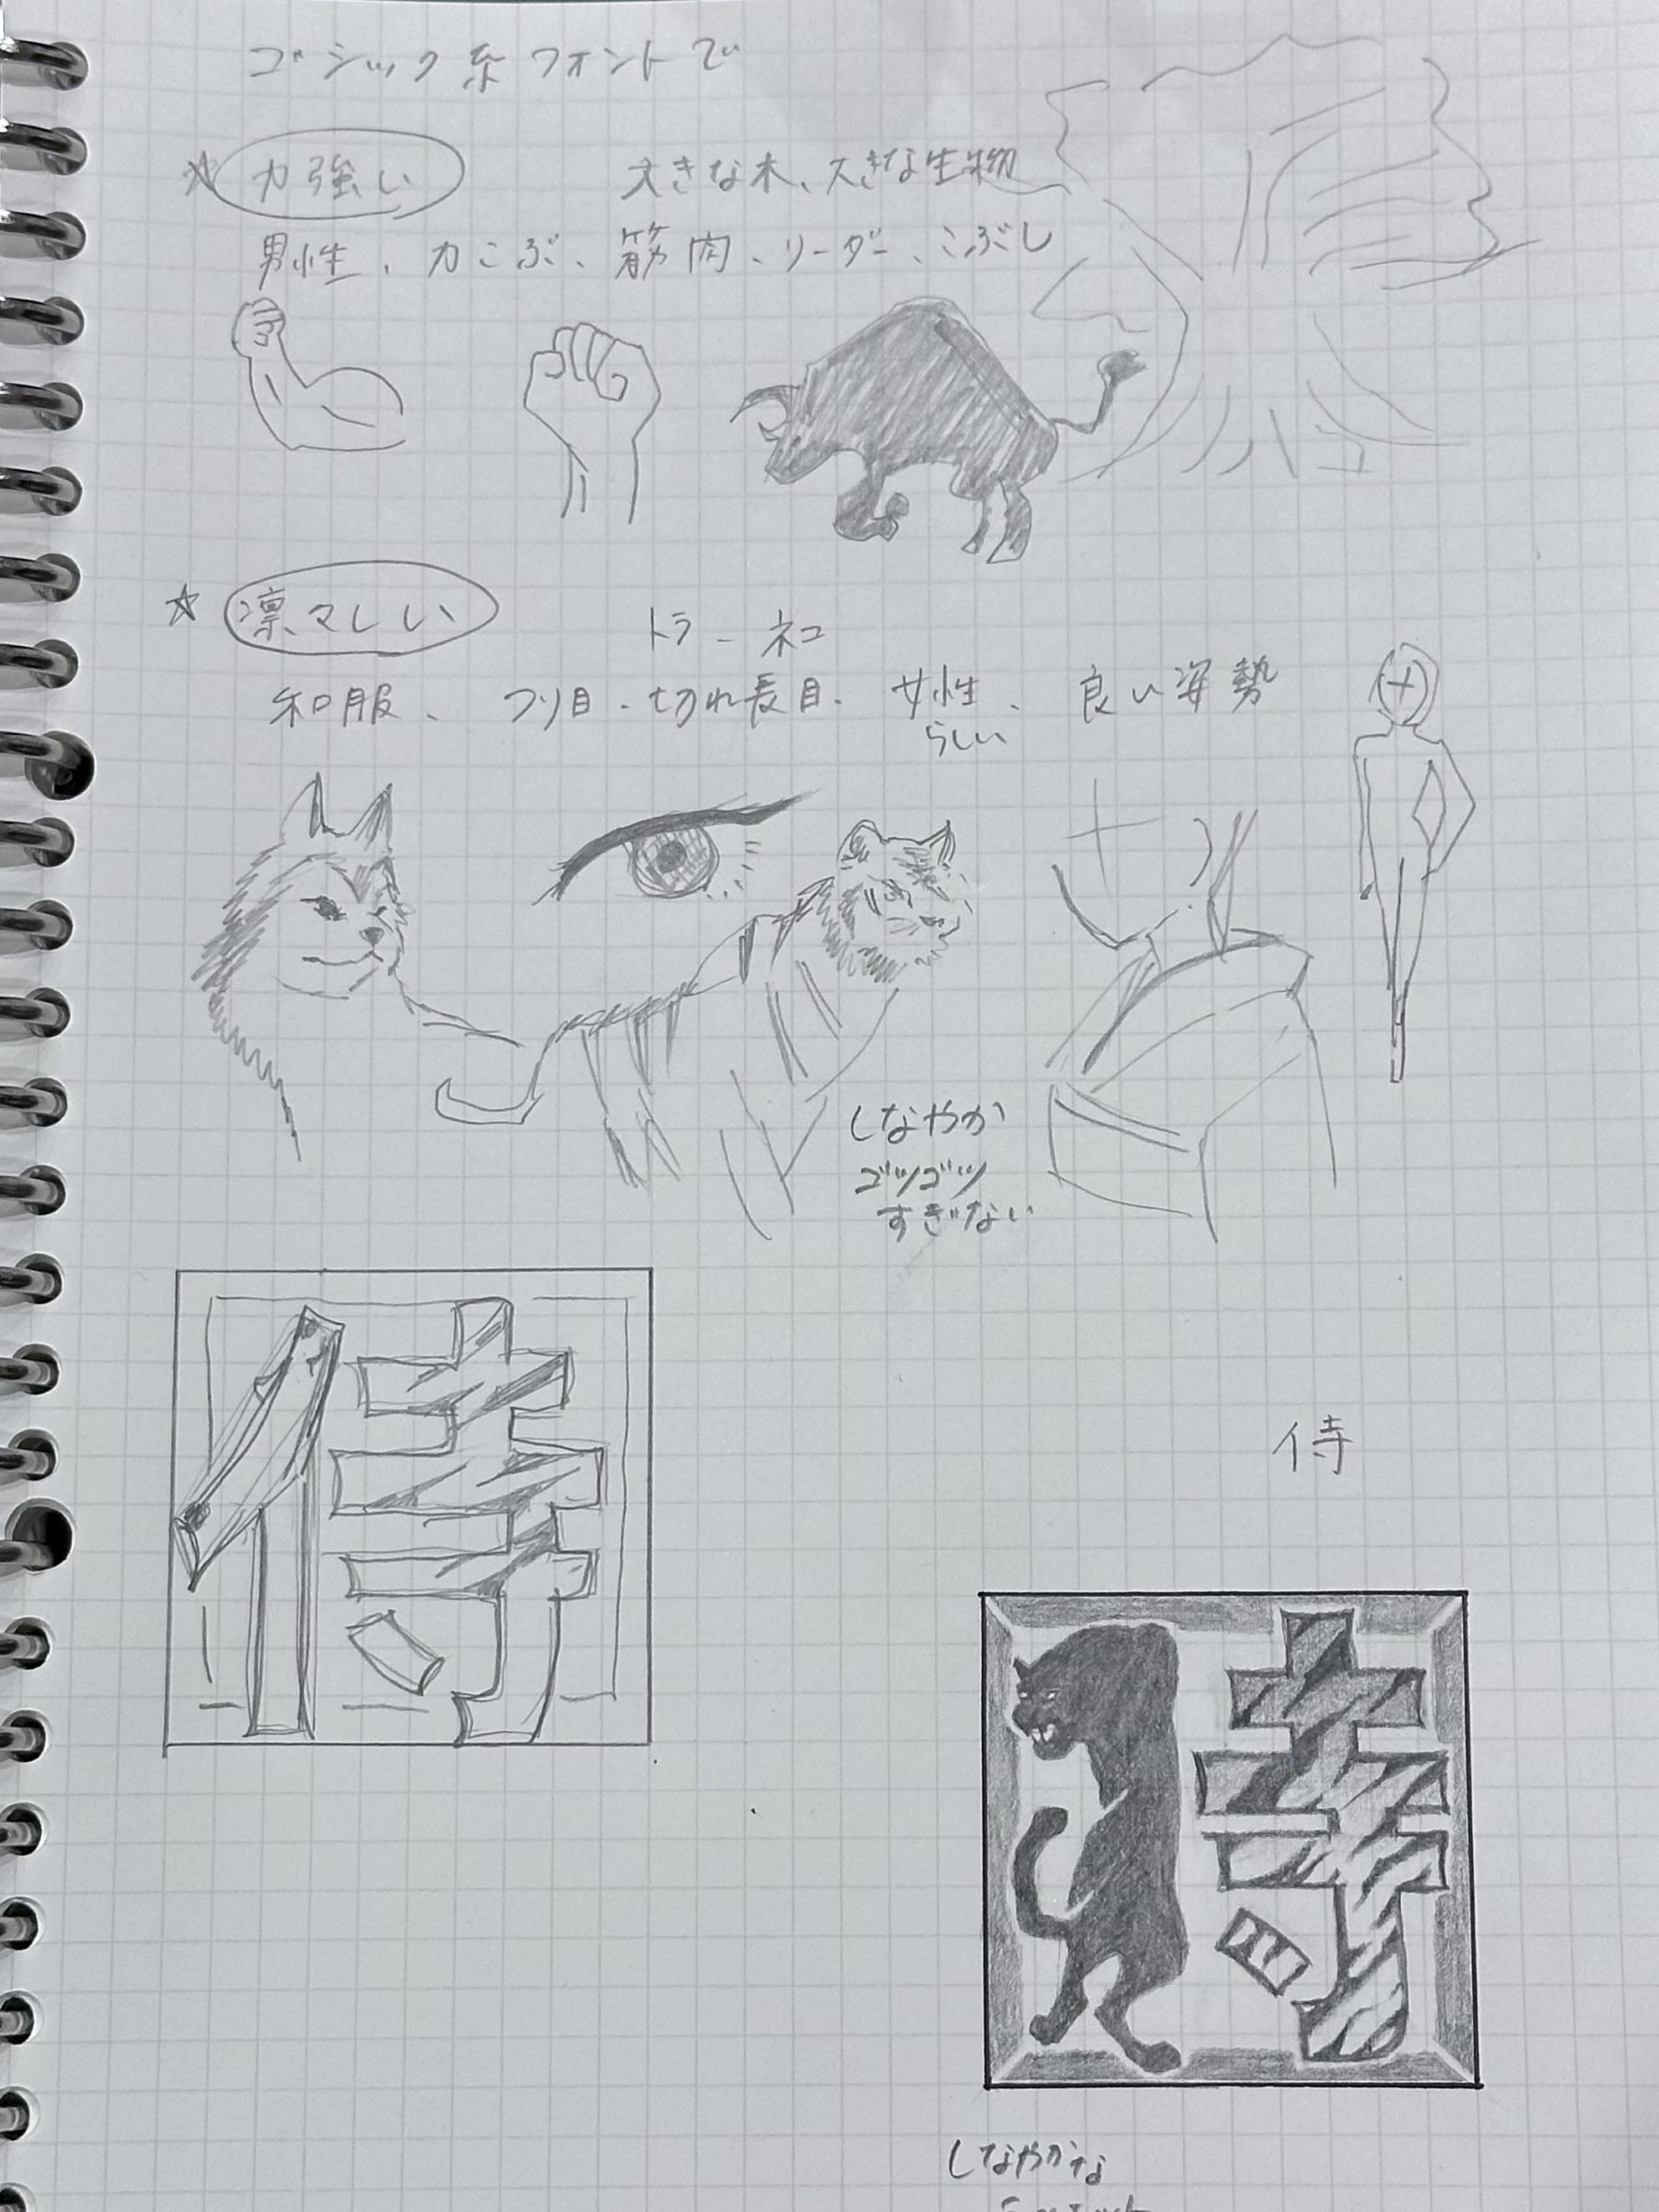 ゴシック系フォントで
☆ 力強い
大きな木、大きな生物
男性、力こぶ、筋肉、リーダー、こぶし
☆ 凛々しい
トラ - ネコ
和服、つり目、切れ長目、女性らしい、良い姿勢
しなやか
ゴツゴツ
すぎない
侍
侍
しなやかな